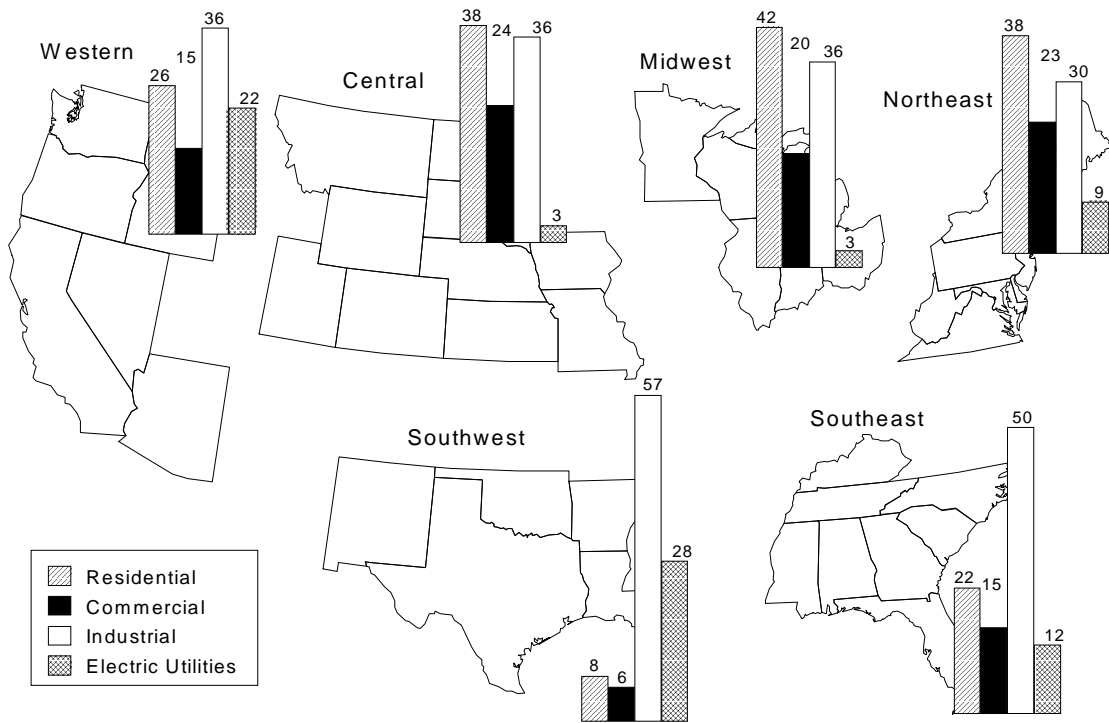 Western
26
15
36
22
Central
38
24
36
3
Midwest
42
20
36
3
Northeast
38
23
30
9
Southwest
8
6
57
28
Southeast
22
15
50
12
Residential
Commercial
Industrial
Electric Utilities